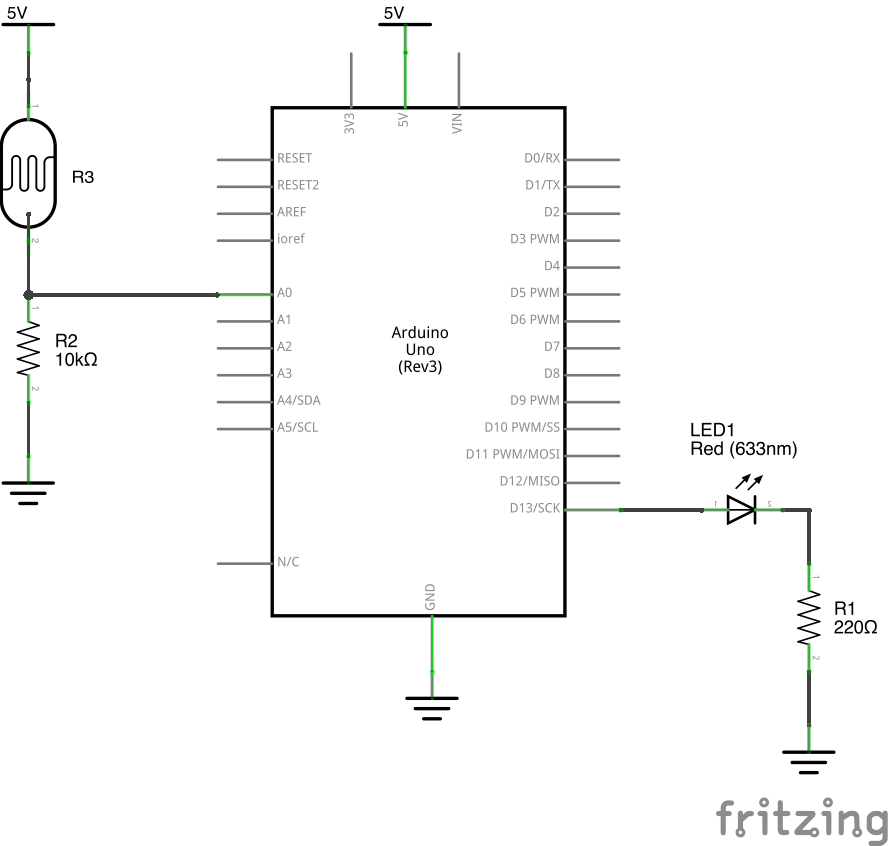 5V
5V
3V3
5V
VIN
1
R3
2
RESET
RESET2
AREF
ioref
A0
A1
A2
A3
A4/SDA
A5/SCL
N/C
D0/RX
D1/TX
D2
D3 PWM
D4
D5 PWM
D6 PWM
D7
D8
D9 PWM
D10 PWM/SS
D11 PWM/MOSI
D12/MISO
D13/SCK
Arduino
Uno
(Rev3)
GND
1
R2
10kΩ
2
LED1
Red (633nm)
1
2
1
R1
220Ω
2
fritzing